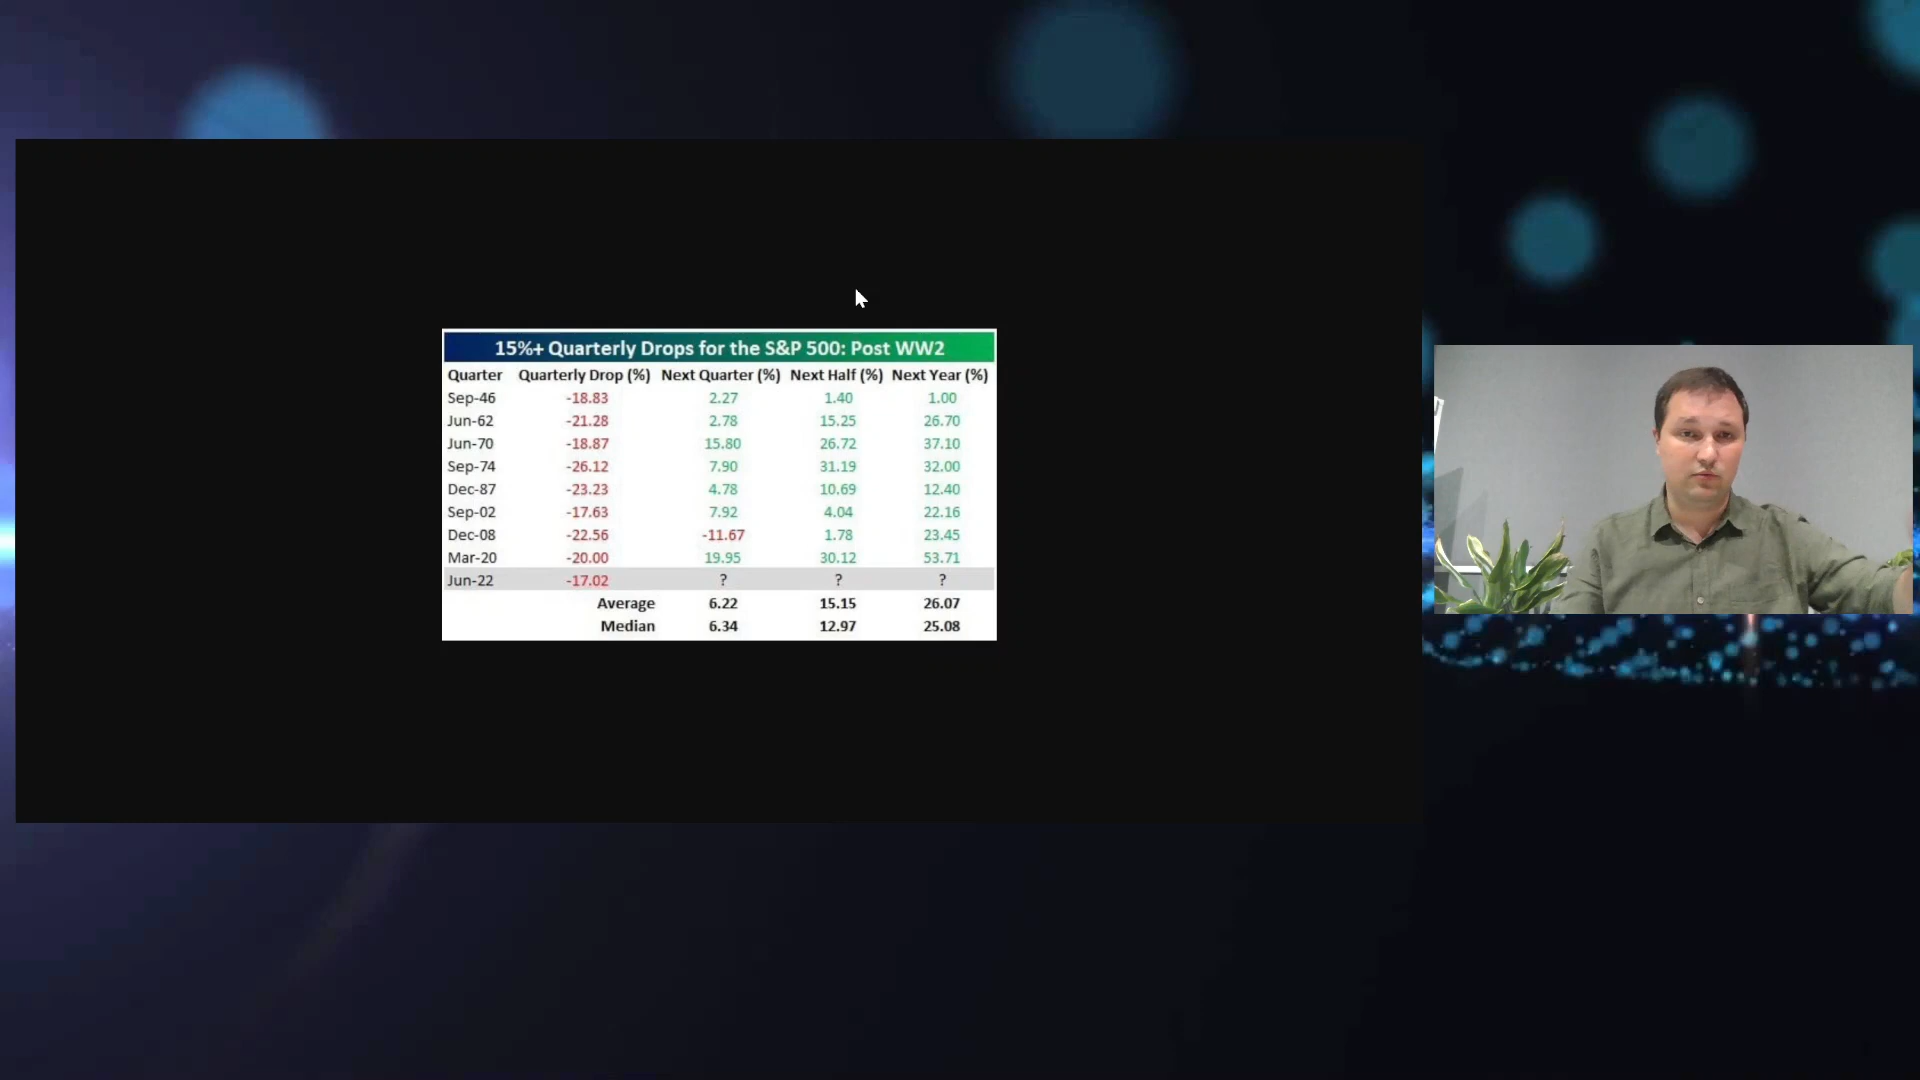 15%+ Quarterly Drops for the S&P 500: Post WW2
Quarter Quarterly Drop (%) Next Quarter (%) Next Half (%) Next Year (%)
Sep-46 -18.83 2.27 1.40 1.00
Jun-62 -21.28 2.78 15.25 26.70
Jun-70 -18.87 15.80 26.72 37.10
Sep-74 -26.12 7.90 31.19 32.00
Dec-87 -23.23 4.78 10.69 12.40
Sep-02 -17.63 7.92 4.04 22.16
Dec-08 -22.56 -11.67 1.78 23.45
Mar-20 -20.00 19.95 30.12 53.71
Jun-22 -17.02 ? ? ?
Average 6.22 15.15 26.07
Median 6.34 12.97 25.08